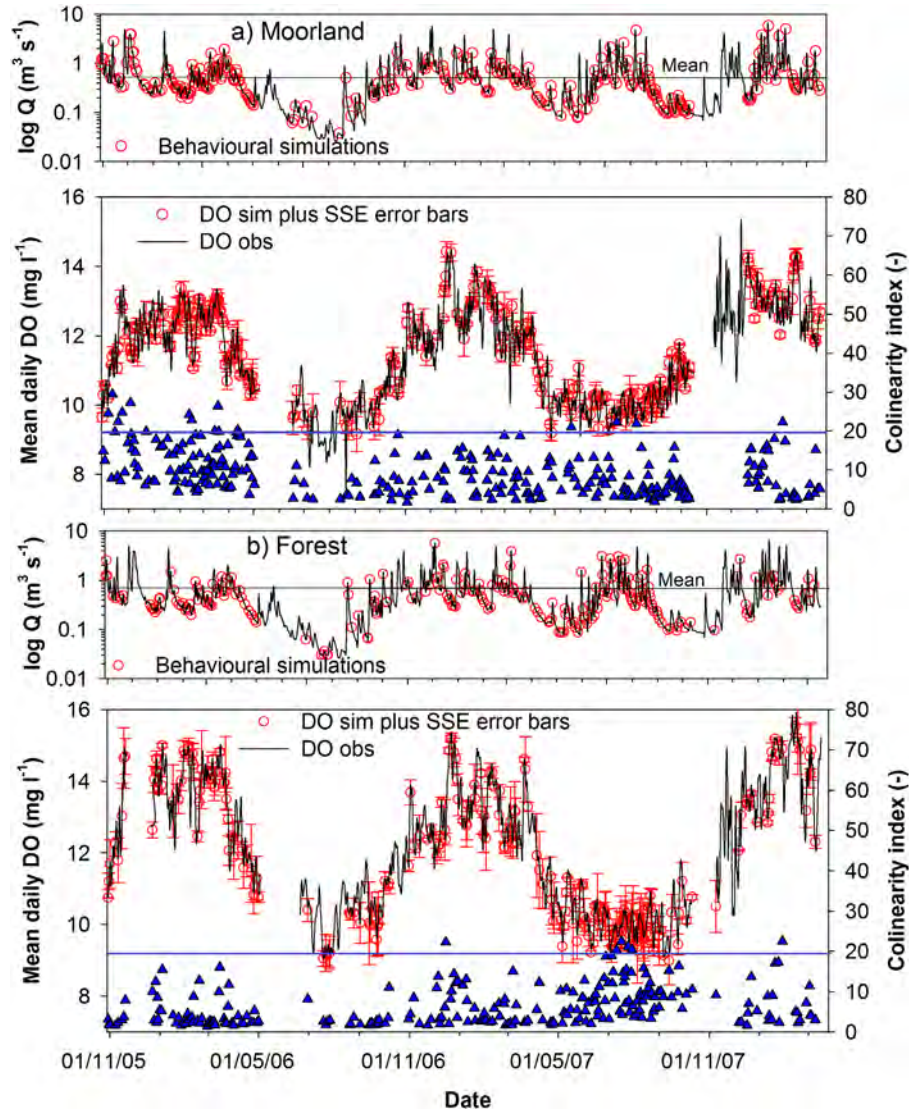 a) Moorland
log Q (m³ s⁻¹)
10
1
0.1
0.01
Mean
Behavioural simulations
Mean daily DO (mg l⁻¹)
16
14
12
10
8
DO sim plus SSE error bars
DO obs
80
70
60
50
40
30
20
10
0
Colinearity index (-)
b) Forest
log Q (m³ s⁻¹)
10
1
0.1
0.01
Mean
Behavioural simulations
Mean daily DO (mg l⁻¹)
16
14
12
10
8
DO sim plus SSE error bars
DO obs
80
70
60
50
40
30
20
10
0
Colinearity index (-)
01/11/05 01/05/06 01/11/06 01/05/07 01/11/07
Date